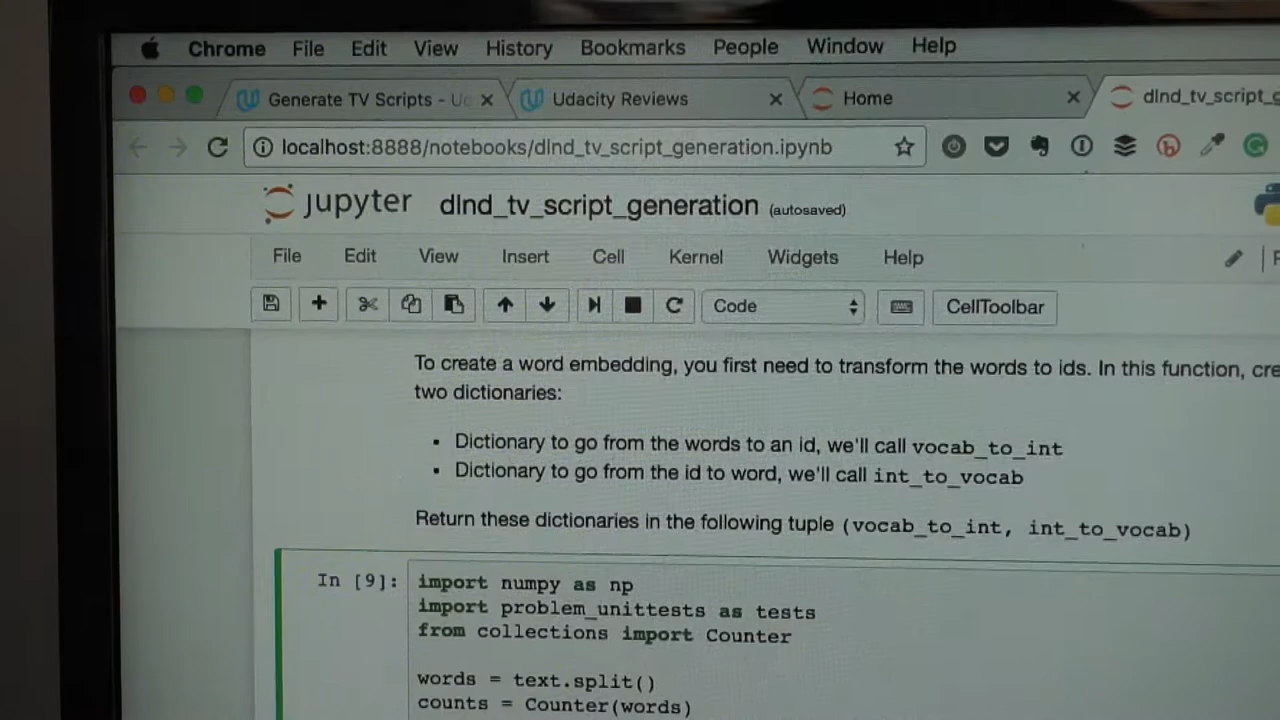 Chrome File Edit View History Bookmarks People Window Help
Generate TV Scripts - Ud Udacity Reviews Home dlnd_tv_script_g
localhost:8888/notebooks/dlnd_tv_script_generation.ipynb
jupyter dlnd_tv_script_generation (autosaved)
File Edit View Insert Cell Kernel Widgets Help
Code CellToolbar
To create a word embedding, you first need to transform the words to ids. In this function, cre
two dictionaries:
• Dictionary to go from the words to an id, we'll call vocab_to_int
• Dictionary to go from the id to word, we'll call int_to_vocab
Return these dictionaries in the following tuple (vocab_to_int, int_to_vocab)
In [9]: import numpy as np
import problem_unittests as tests
from collections import Counter
words = text.split()
counts = Counter(words)